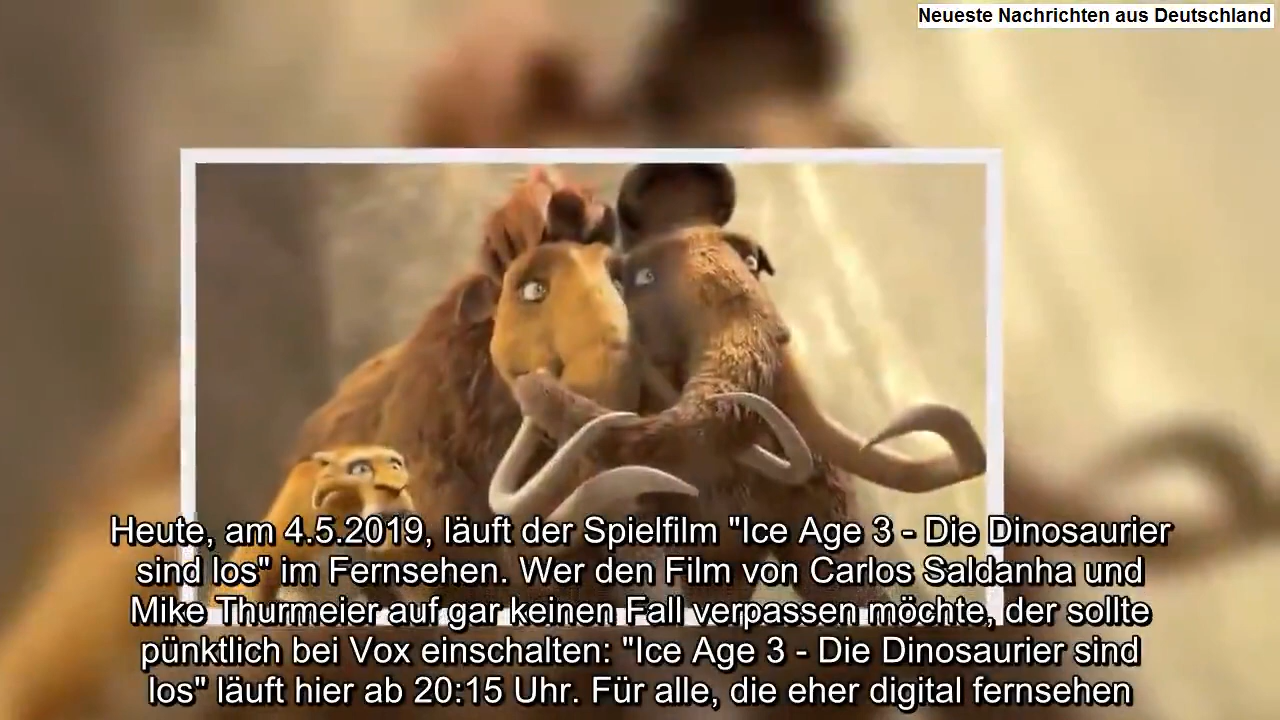 Neueste Nachrichten aus Deutschland
Heute, am 4.5.2019, läuft der Spielfilm "Ice Age 3 - Die Dinosaurier
sind los" im Fernsehen. Wer den Film von Carlos Saldanha und
Mike Thurmeier auf gar keinen Fall verpassen möchte, der sollte
pünktlich bei Vox einschalten: "Ice Age 3 - Die Dinosaurier sind
los" läuft hier ab 20:15 Uhr. Für alle, die eher digital fernsehen